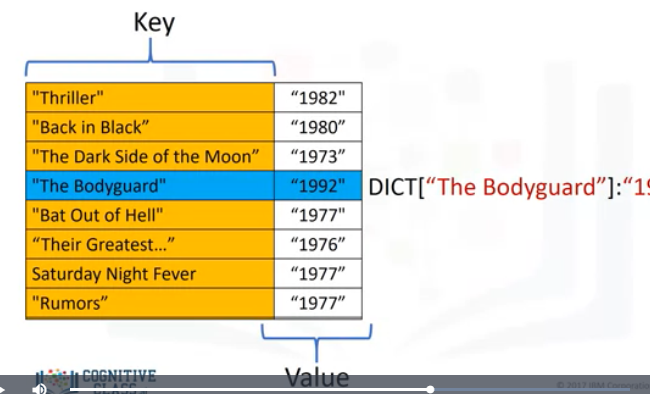 Key
"Thriller" “1982"
"Back in Black” “1980”
"The Dark Side of the Moon” “1973”
"The Bodyguard" “1992” DICT[“The Bodyguard”]:“19
"Bat Out of Hell" “1977"
“Their Greatest…” “1976”
Saturday Night Fever “1977”
"Rumors” “1977”
Value
COGNITIVE
CLASS
© 2017 IBM Corporation